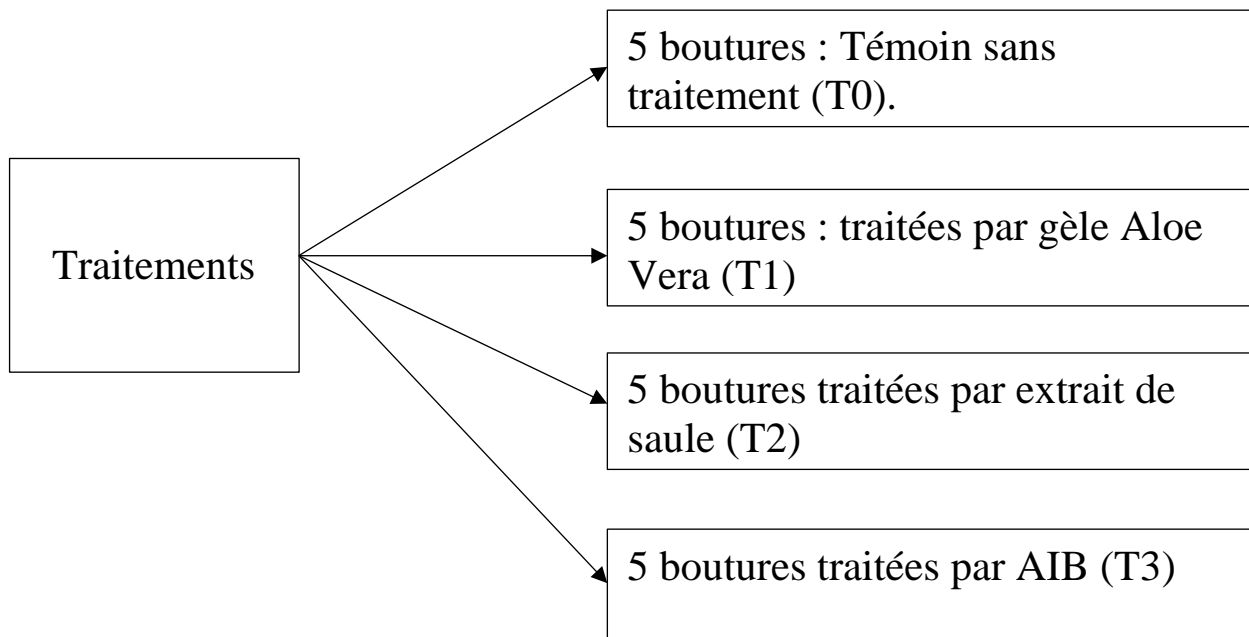 Traitements
5 boutures : Témoin sans
traitement (T0).
5 boutures : traitées par gèle Aloe
Vera (T1)
5 boutures traitées par extrait de
saule (T2)
5 boutures traitées par AIB (T3)